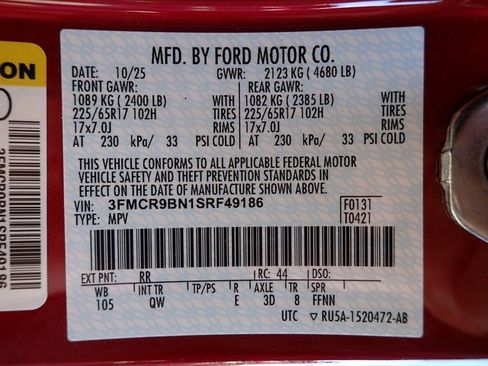 ON
MFD. BY FORD MOTOR CO.
DATE: 10/25 GVWR: 2123 KG ( 4680 LB)
FRONT GAWR: REAR GAWR:
1089 KG ( 2400 LB) WITH 1082 KG ( 2385 LB) WITH
225/65R17 102H TIRES 225/65R17 102H TIRES
17x7.0J RIMS 17x7.0J RIMS
AT 230 kPa/ 33 PSI COLD AT 230 kPa/ 33 PSI COLD
THIS VEHICLE CONFORMS TO ALL APPLICABLE FEDERAL MOTOR
VEHICLE SAFETY AND THEFT PREVENTION STANDARDS IN
EFFECT ON THE DATE OF MANUFACTURE SHOWN ABOVE.
VIN: 3FMCR9BN1SRF49186 F0131
TYPE: MPV T0421
EXT PNT: RR RC: 44 DSO:
WB INT TR TP/PS R AXLE TR SPR
105 QW E 3D 8 FFNN
UTC RU5A-1520472-AB
3FMCR9BN1SRF49186